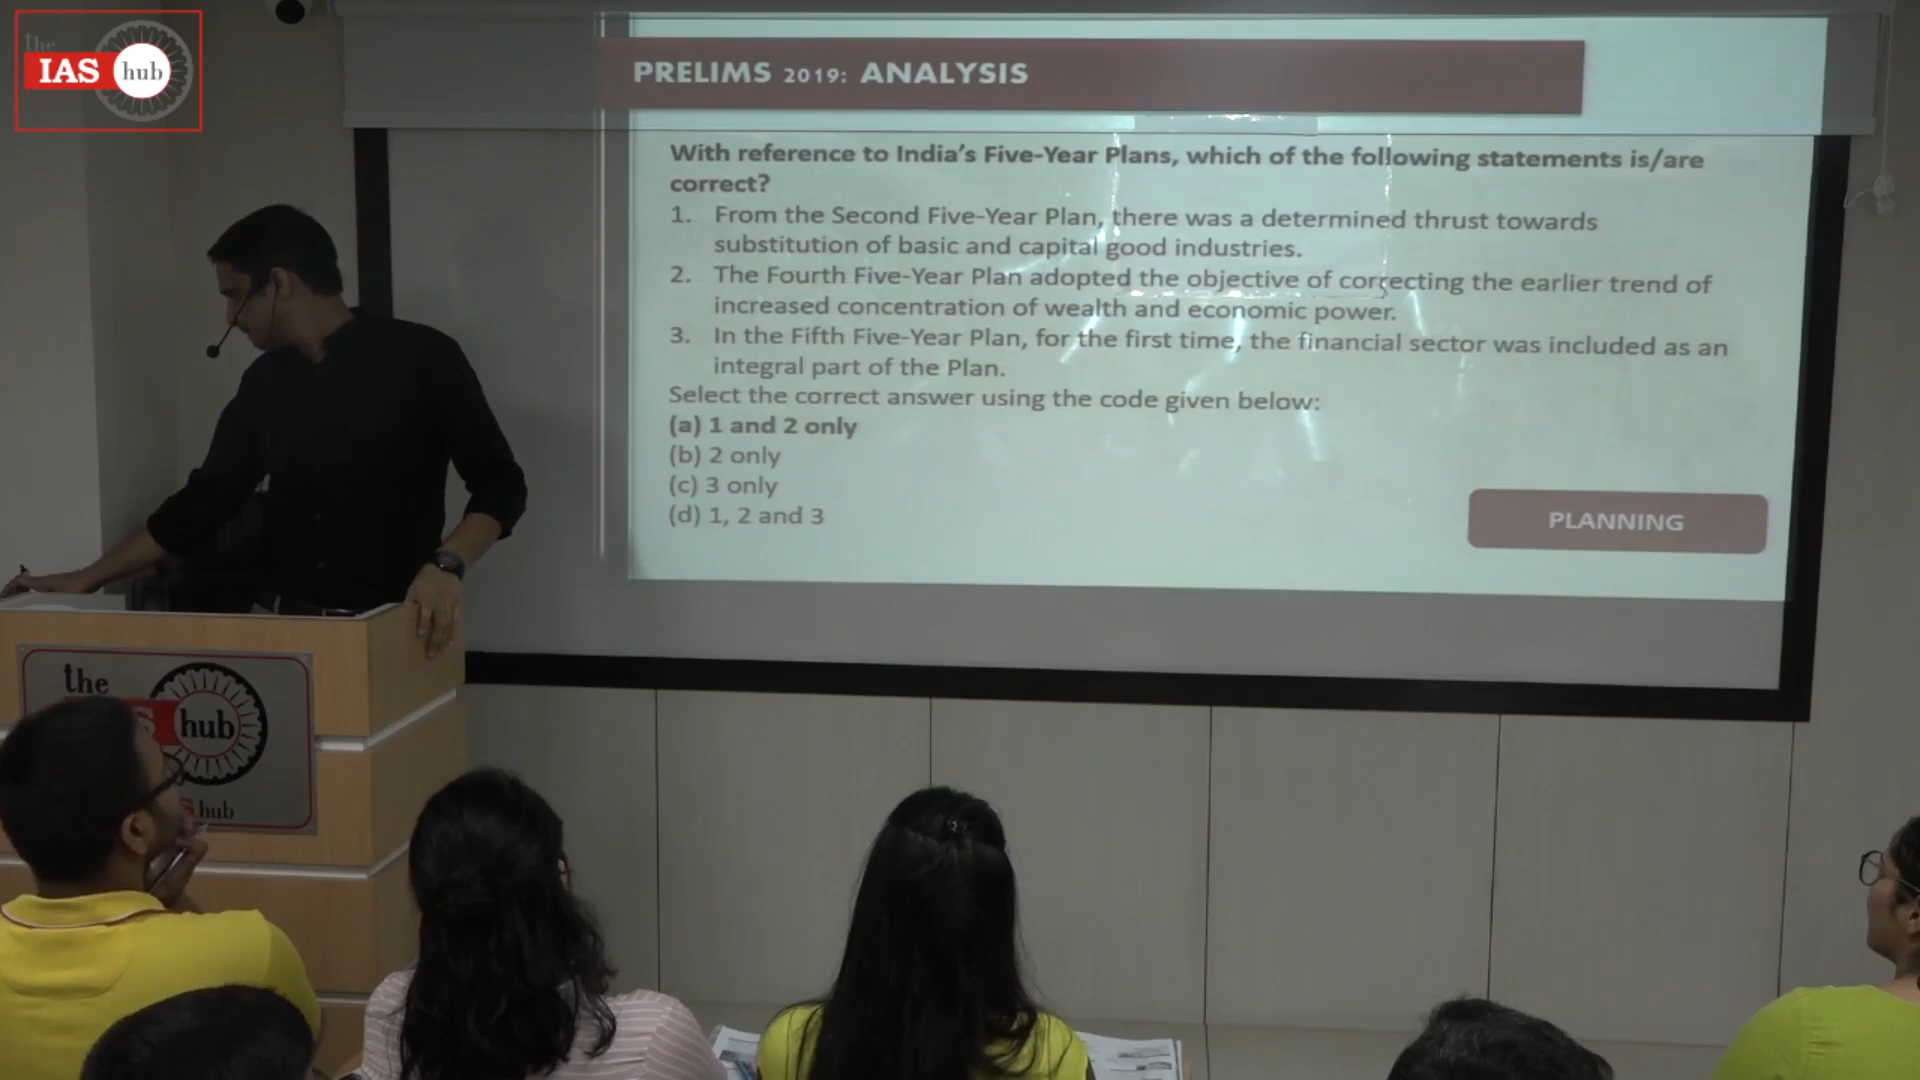 the
IAS hub
PRELIMS 2019: ANALYSIS
With reference to India's Five-Year Plans, which of the following statements is/are
correct?
1. From the Second Five-Year Plan, there was a determined thrust towards
substitution of basic and capital good industries.
2. The Fourth Five-Year Plan adopted the objective of correcting the earlier trend of
increased concentration of wealth and economic power.
3. In the Fifth Five-Year Plan, for the first time, the financial sector was included as an
integral part of the Plan.
Select the correct answer using the code given below:
(a) 1 and 2 only
(b) 2 only
(c) 3 only
(d) 1, 2 and 3
PLANNING
the
S hub
S hub